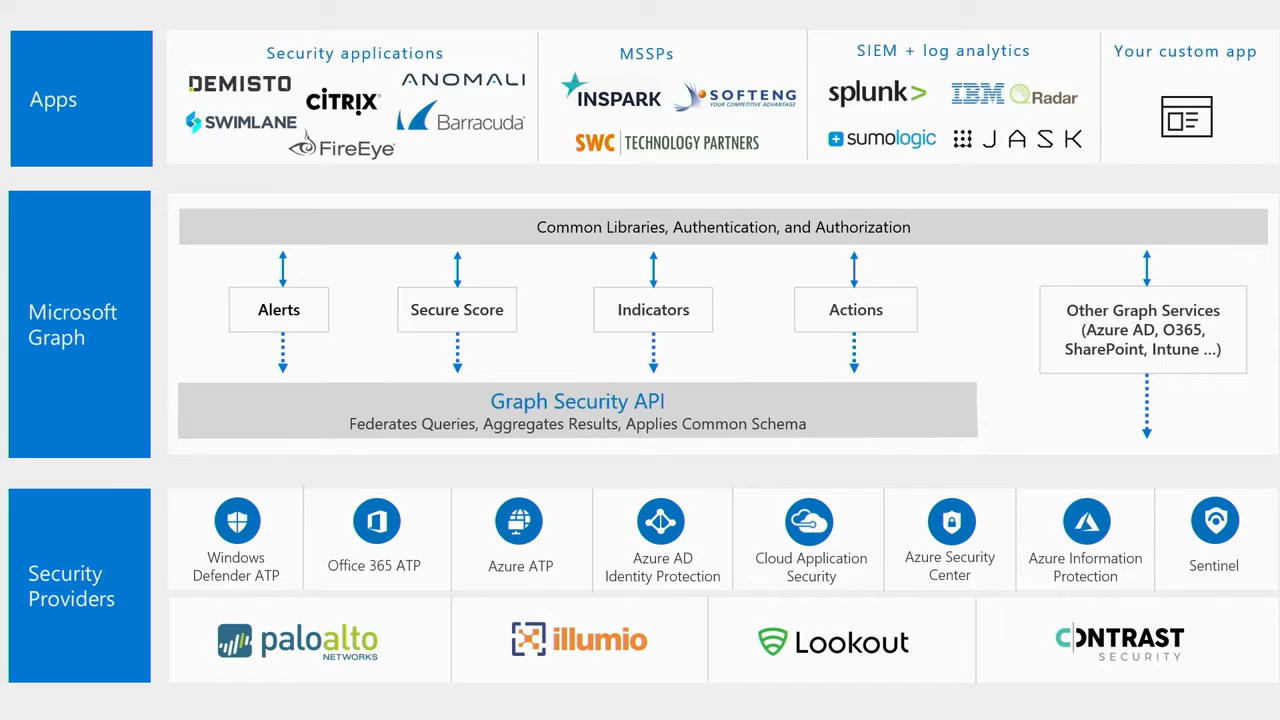 Apps
Security applications
DEMISTO
ANOMALI
CİTRIX
SWIMLANE
Barracuda
FireEye
MSSPs
INSPARK
SOFTENG
YOUR COMPETITIVE ADVANTAGE
SWC TECHNOLOGY PARTNERS
SIEM + log analytics
splunk>
IBM QRadar
sumologic
JASK
Your custom app
Microsoft
Graph
Common Libraries, Authentication, and Authorization
Alerts
Secure Score
Indicators
Actions
Other Graph Services
(Azure AD, O365,
SharePoint, Intune ...)
Graph Security API
Federates Queries, Aggregates Results, Applies Common Schema
Security
Providers
Windows
Defender ATP
Office 365 ATP
Azure ATP
Azure AD
Identity Protection
Cloud Application
Security
Azure Security
Center
Azure Information
Protection
Sentinel
paloalto
NETWORKS
illumio
Lookout
CONTRAST
SECURITY